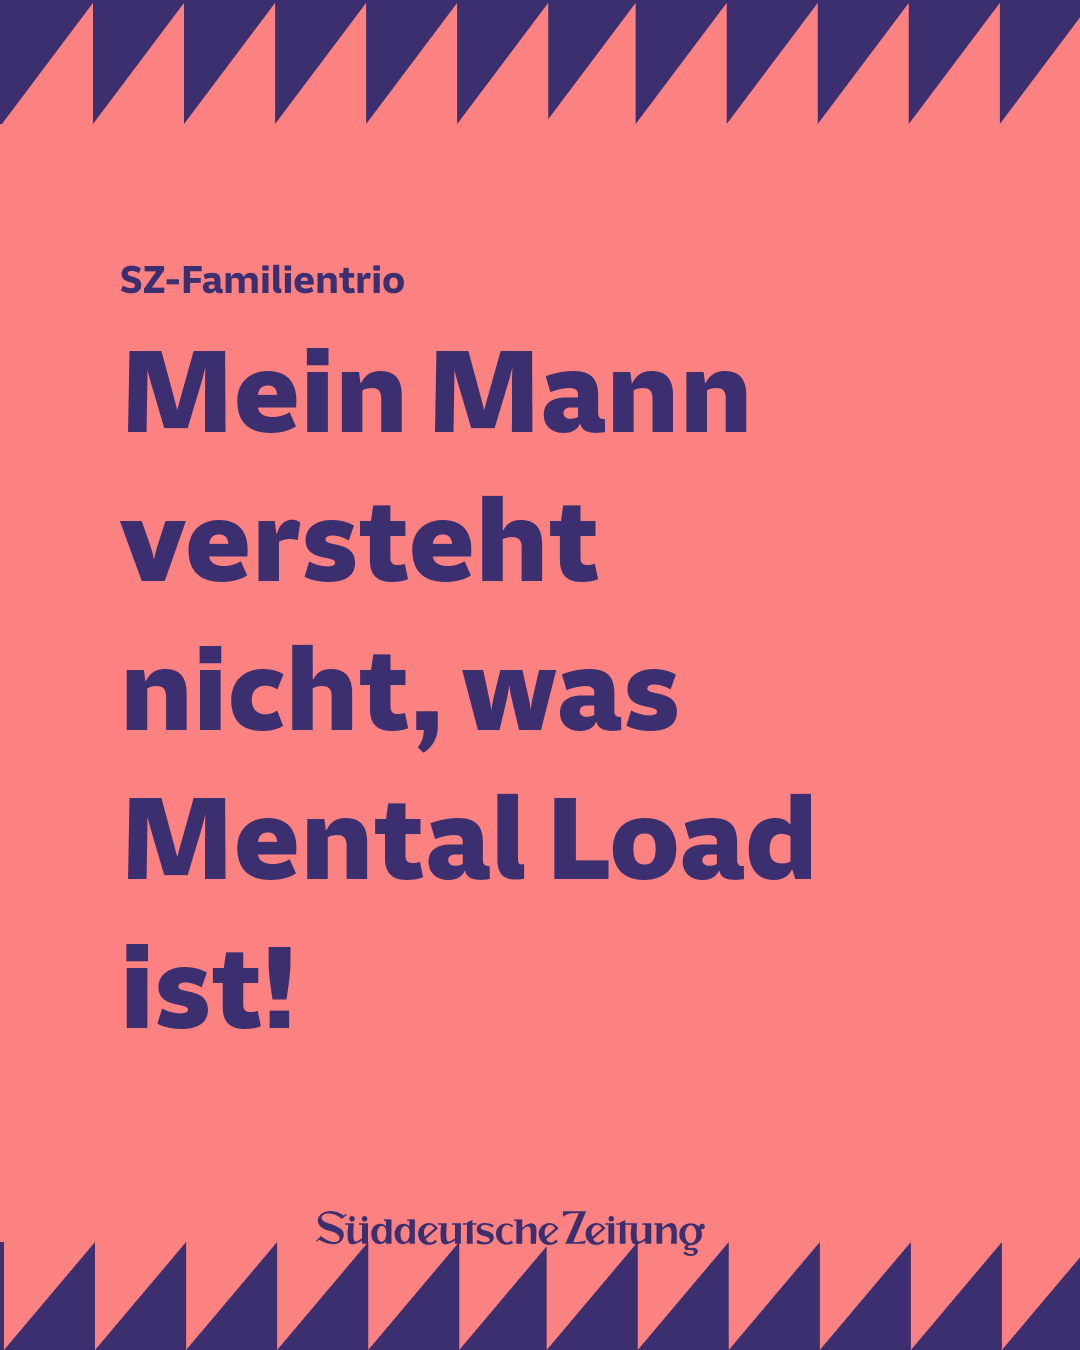 SZ-Familientrio
Mein Mann
versteht
nicht, was
Mental Load
ist!
Süddeutsche Zeitung